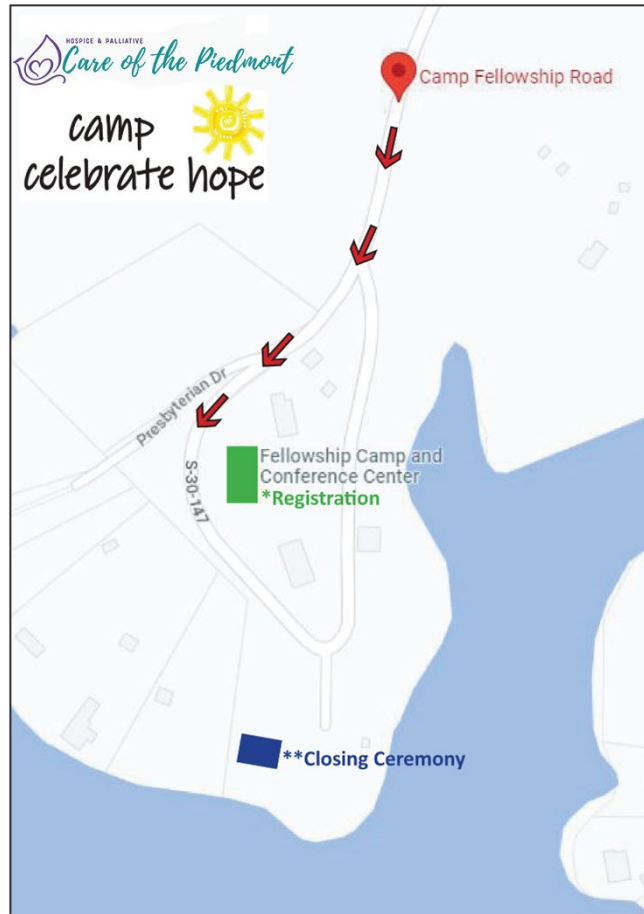 HOSPICE & PALLIATIVE
Care of the Piedmont
camp
celebrate hope
Camp Fellowship Road
Presbyterian Dr
S-30-147
Fellowship Camp and
Conference Center
*Registration
**Closing Ceremony